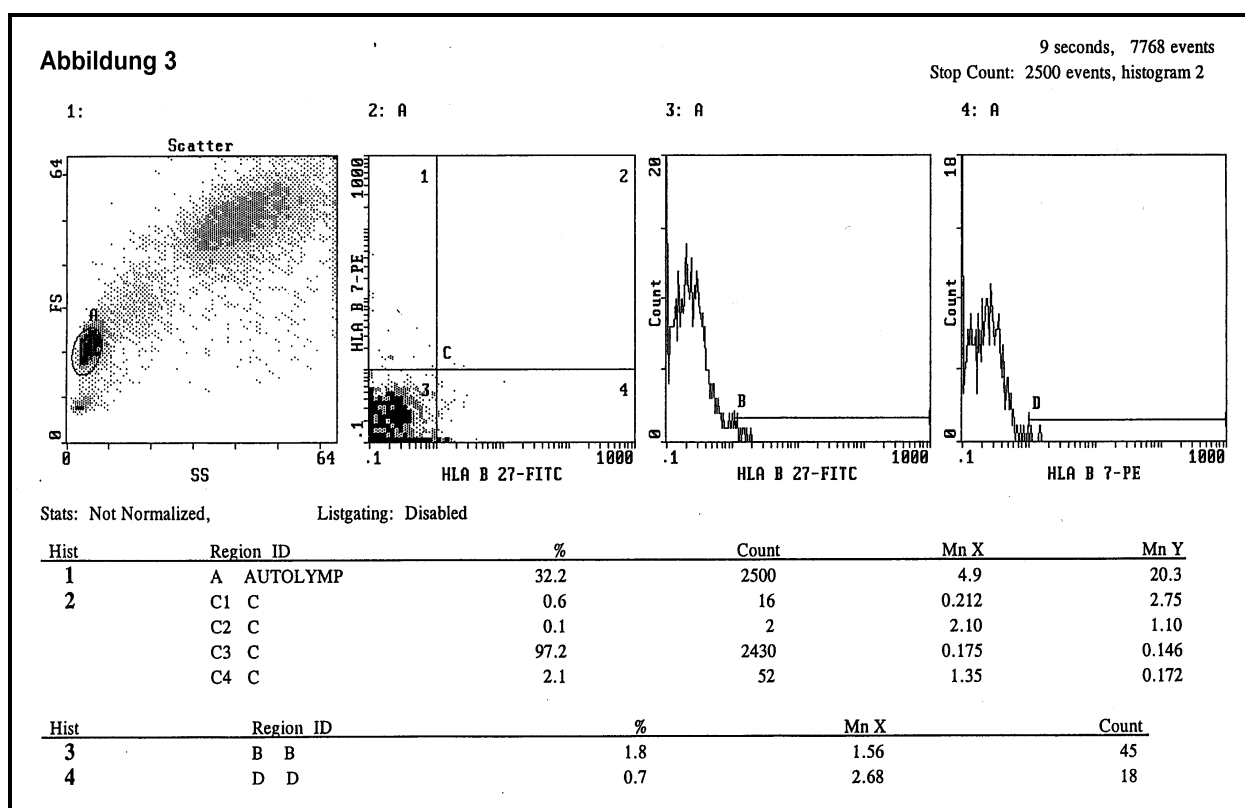 Abbildung 3
9 seconds, 7768 events
Stop Count: 2500 events, histogram 2
1:
2: A
3: A
4: A
Scatter
64
FS
0
A
0
64
SS
1000
HLA B 7-PE
.1
1
2
C
3
4
.1
1000
HLA B 27-FITC
20
Count
0
B
.1
1000
HLA B 27-FITC
18
Count
0
D
.1
1000
HLA B 7-PE
Stats: Not Normalized, Listgating: Disabled
Hist Region ID % Count Mn X Mn Y
1 A AUTOLYMP 32.2 2500 4.9 20.3
2 C1 C 0.6 16 0.212 2.75
C2 C 0.1 2 2.10 1.10
C3 C 97.2 2430 0.175 0.146
C4 C 2.1 52 1.35 0.172
Hist Region ID % Mn X Count
3 B B 1.8 1.56 45
4 D D 0.7 2.68 18